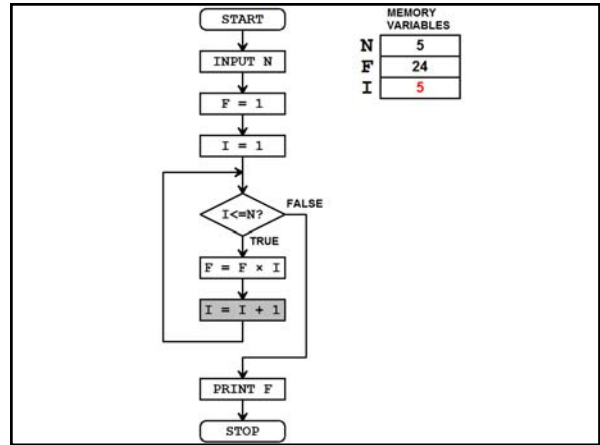 START
INPUT N
F = 1
I = 1
I<=N?
FALSE
TRUE
F = F × I
I = I + 1
PRINT F
STOP
MEMORY
VARIABLES
N 5
F 24
I 5